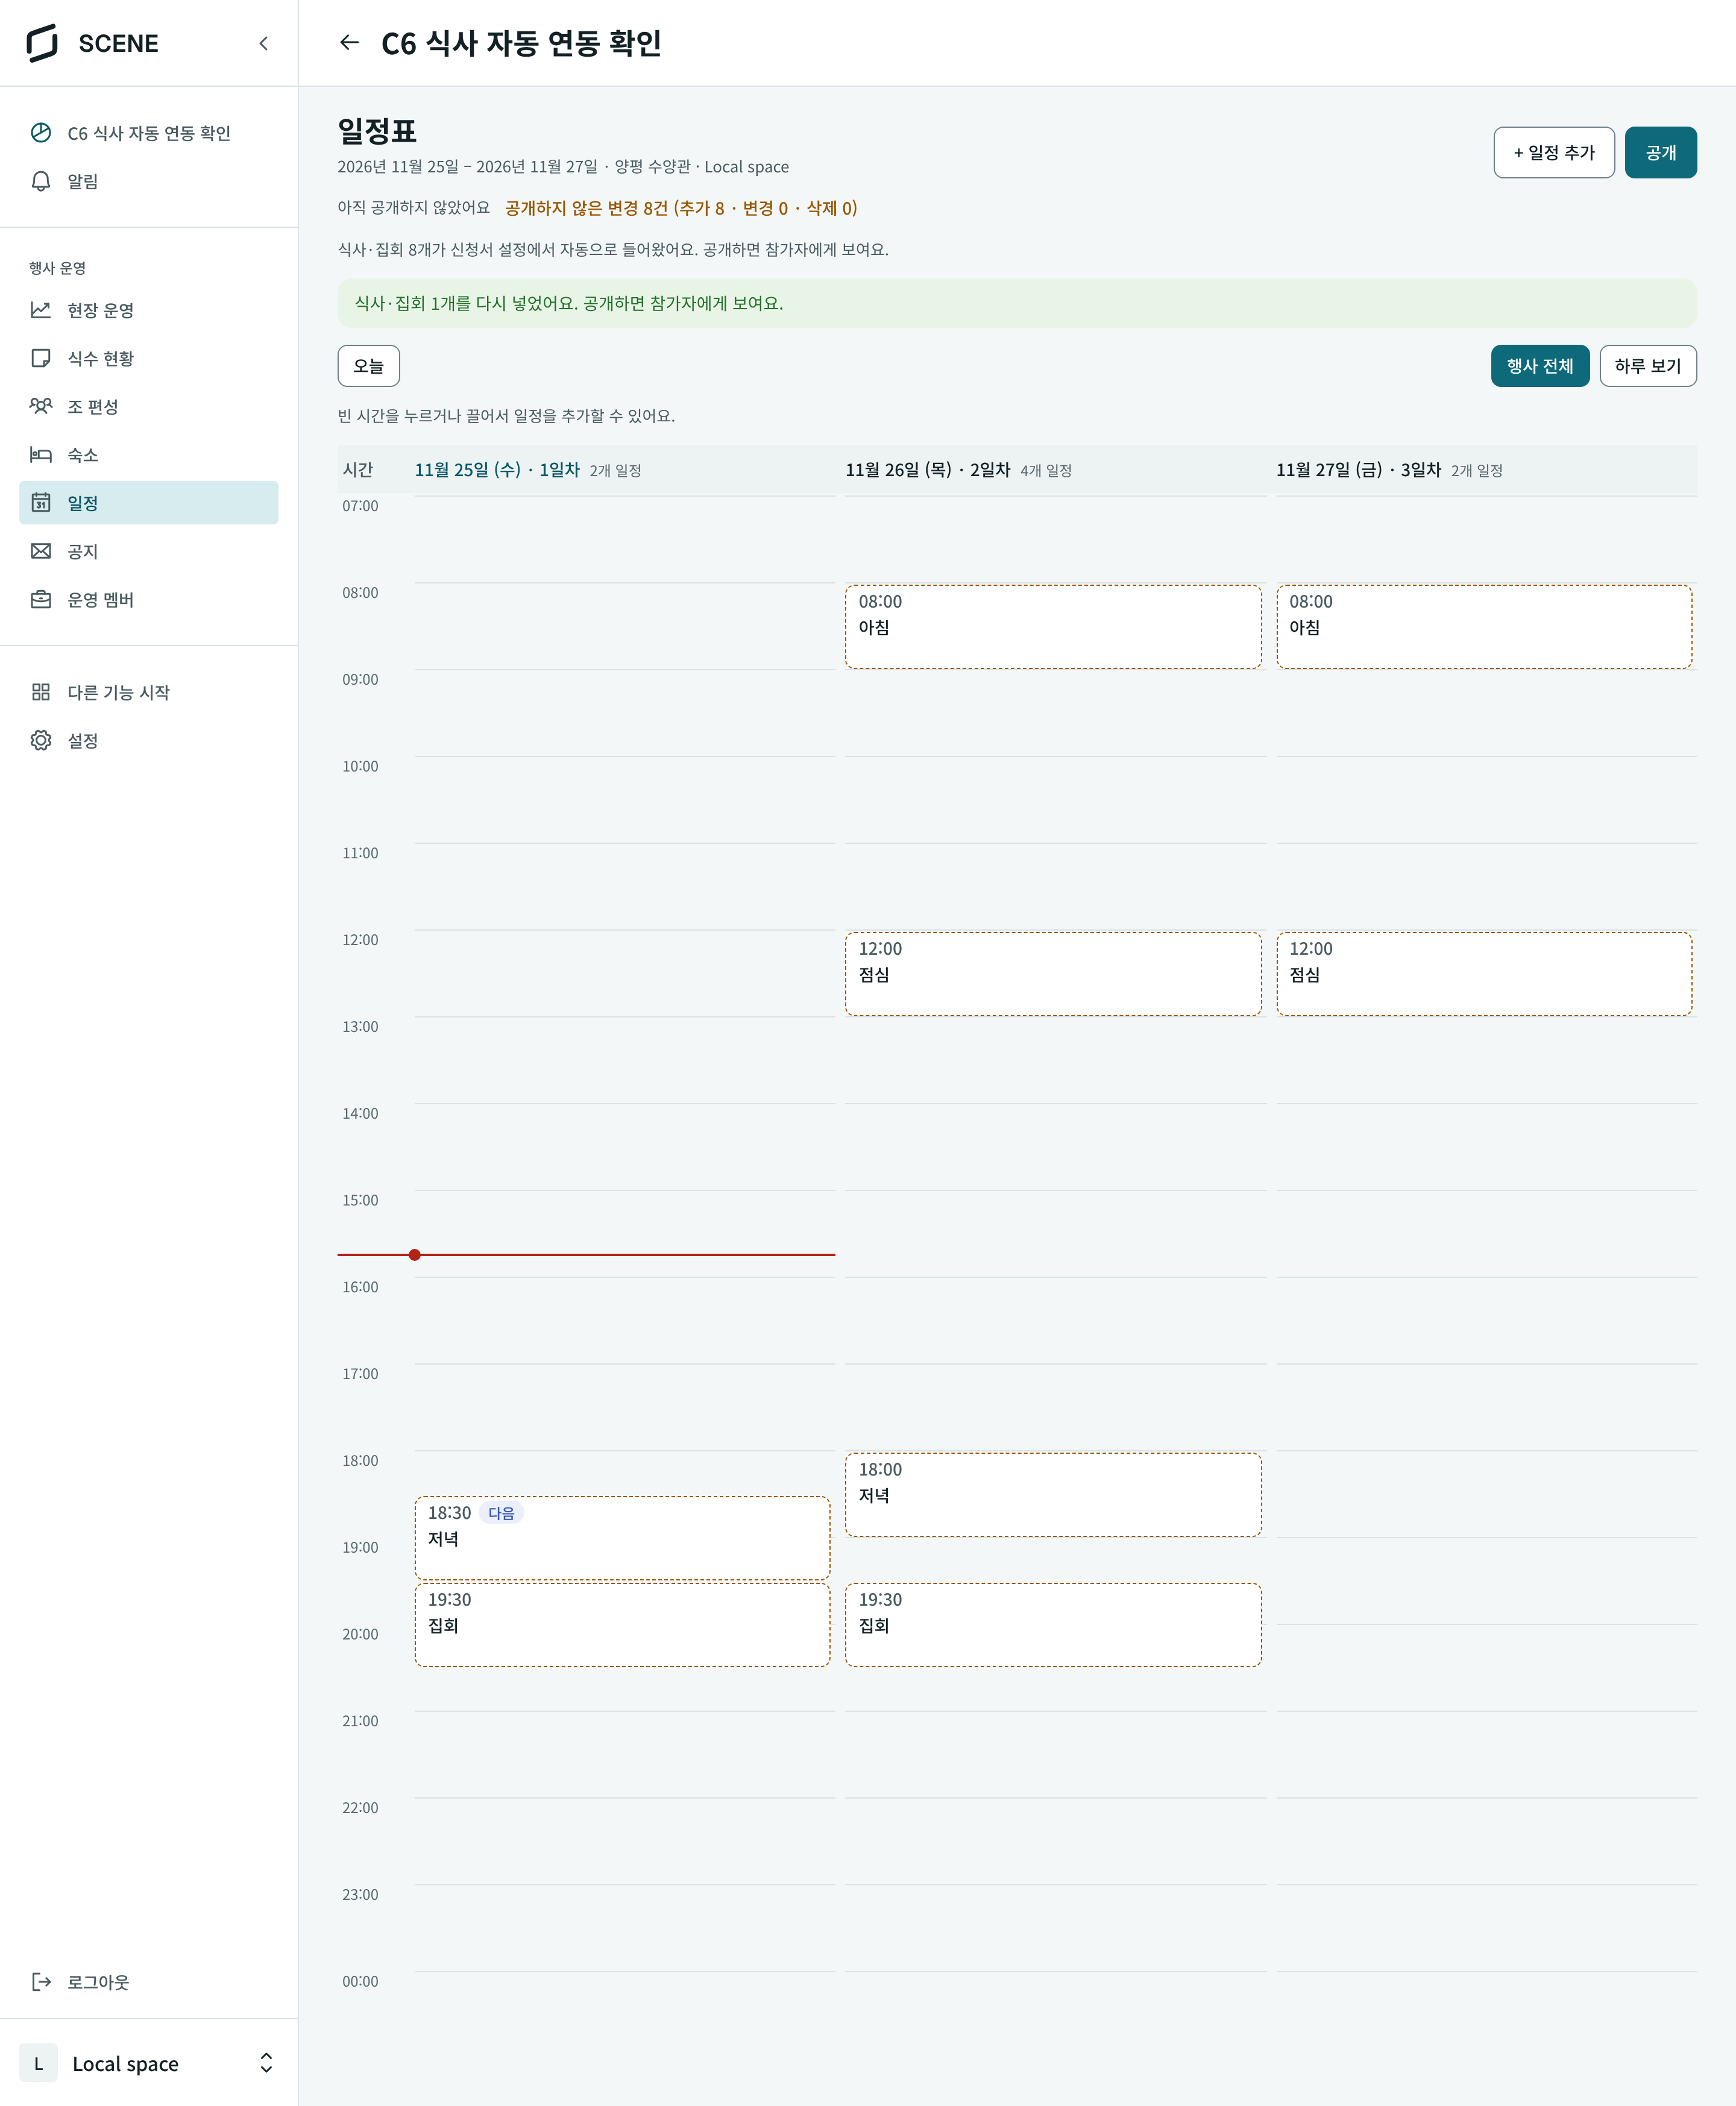 SCENE
C6 식사 자동 연동 확인
알림
행사 운영
현장 운영
식수 현황
조 편성
숙소
31
일정
공지
운영 멤버
다른 기능 시작
설정
로그아웃
L Local space
C6 식사 자동 연동 확인
일정표
2026년 11월 25일 – 2026년 11월 27일 · 양평 수양관 · Local space
+ 일정 추가
공개
아직 공개하지 않았어요 공개하지 않은 변경 8건 (추가 8 · 변경 0 · 삭제 0)
식사·집회 8개가 신청서 설정에서 자동으로 들어왔어요. 공개하면 참가자에게 보여요.
식사·집회 1개를 다시 넣었어요. 공개하면 참가자에게 보여요.
오늘
행사 전체
하루 보기
빈 시간을 누르거나 끌어서 일정을 추가할 수 있어요.
시간 11월 25일 (수) · 1일차 2개 일정 11월 26일 (목) · 2일차 4개 일정 11월 27일 (금) · 3일차 2개 일정
07:00
08:00
08:00 08:00
아침 아침
09:00
10:00
11:00
12:00
12:00 12:00
점심 점심
13:00
14:00
15:00
16:00
17:00
18:00
18:00
저녁
18:30 다음
저녁
19:00
19:30 19:30
집회 집회
20:00
21:00
22:00
23:00
00:00